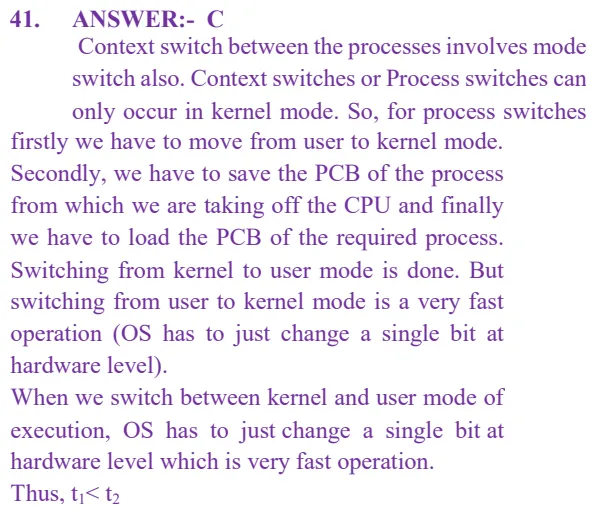 41. ANSWER:- C
Context switch between the processes involves mode
switch also. Context switches or Process switches can
only occur in kernel mode. So, for process switches
firstly we have to move from user to kernel mode.
Secondly, we have to save the PCB of the process
from which we are taking off the CPU and finally
we have to load the PCB of the required process.
Switching from kernel to user mode is done. But
switching from user to kernel mode is a very fast
operation (OS has to just change a single bit at
hardware level).
When we switch between kernel and user mode of
execution, OS has to just change a single bit at
hardware level which is very fast operation.
Thus, t₁< t₂